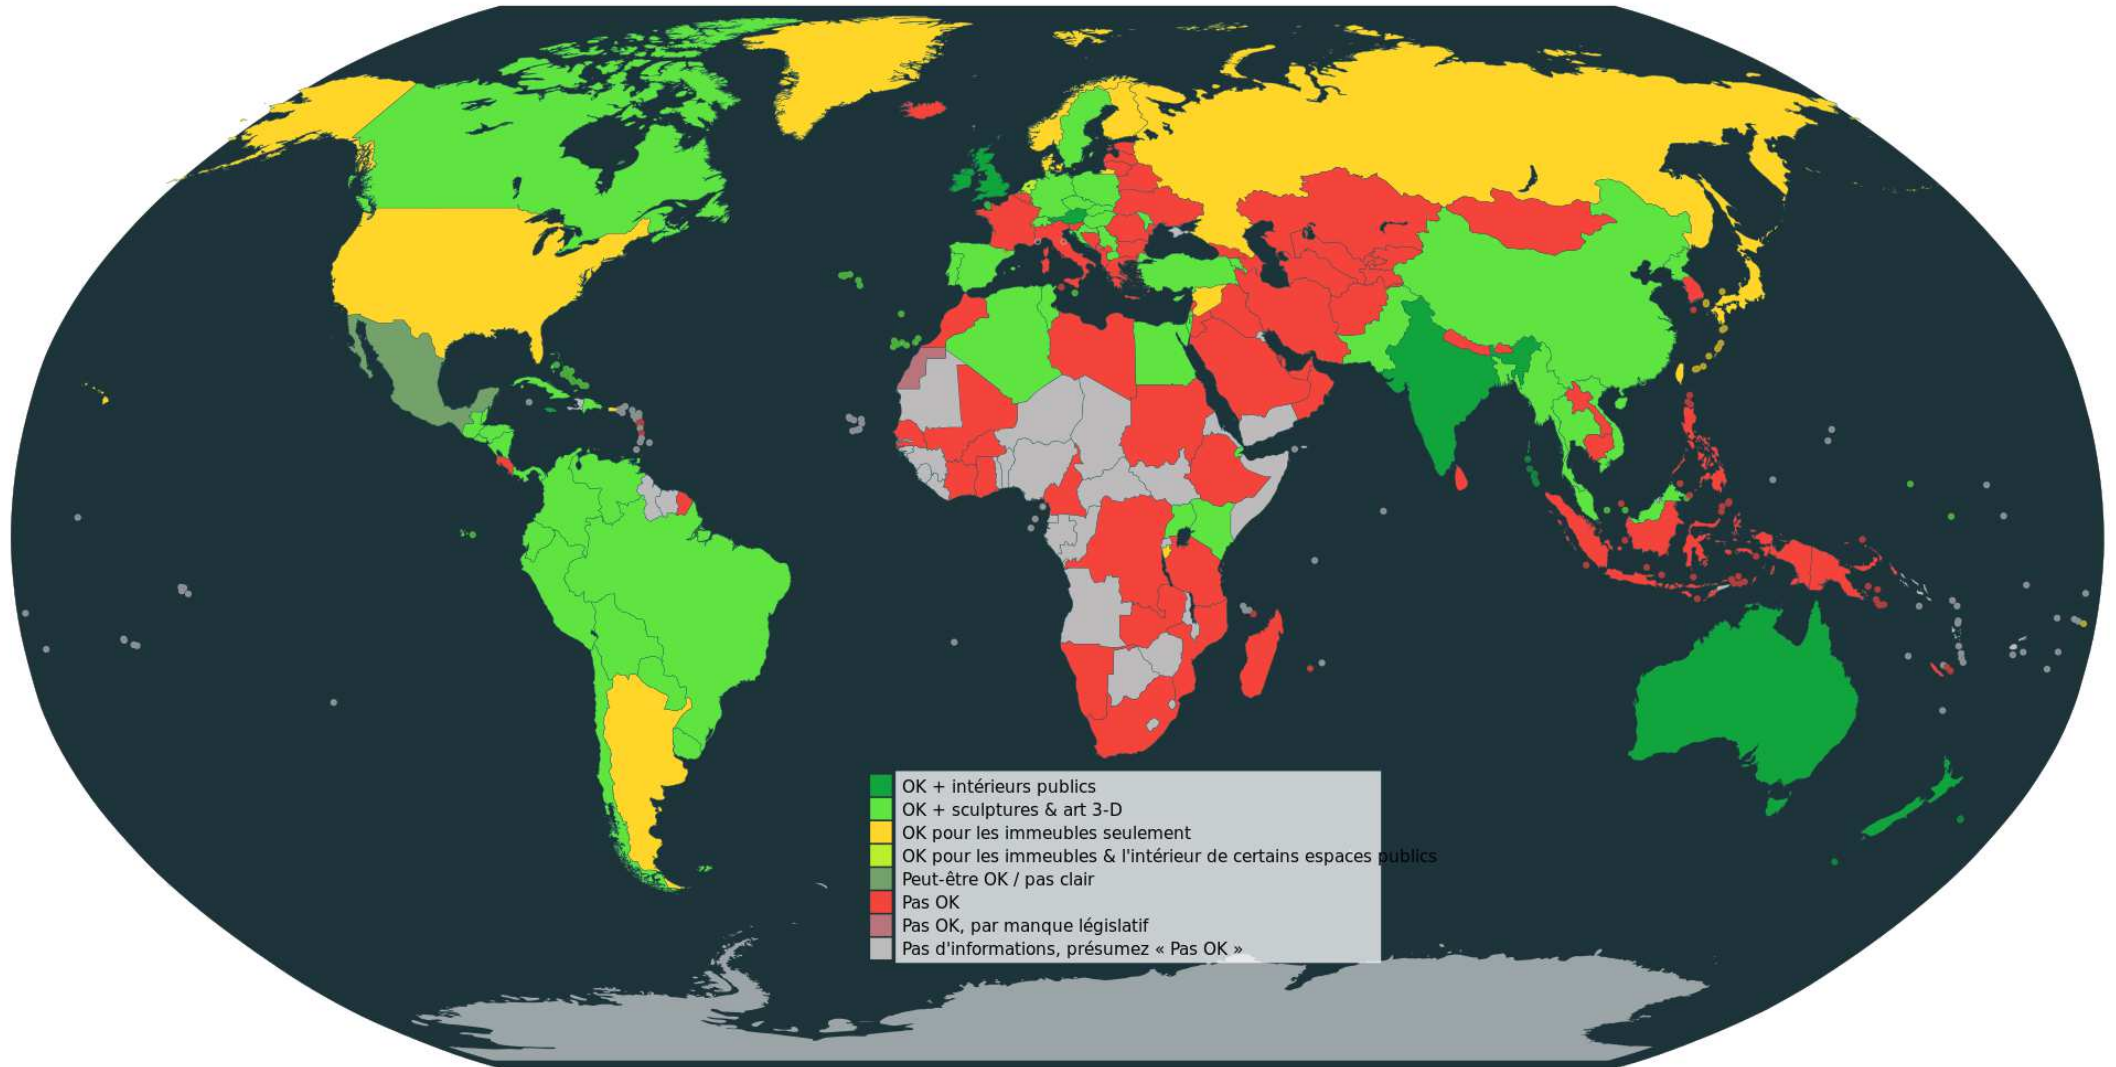 OK + intérieurs publics
OK + sculptures & art 3-D
OK pour les immeubles seulement
OK pour les immeubles & l'intérieur de certains espaces publics
Peut-être OK / pas clair
Pas OK
Pas OK, par manque législatif
Pas d'informations, présumez « Pas OK »